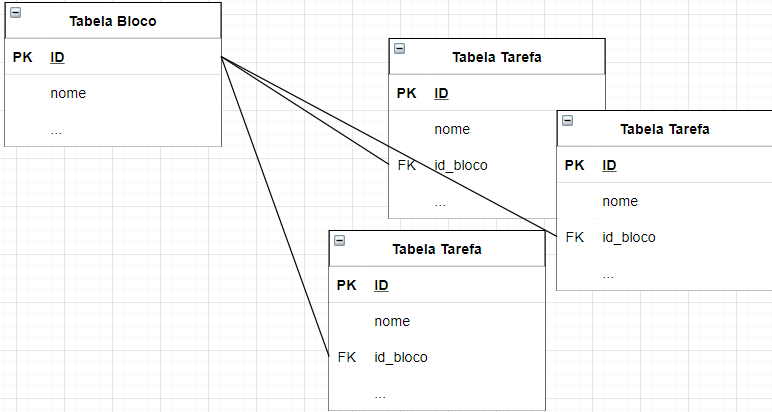 Tabela Bloco
PK ID
nome
...
Tabela Tarefa
PK ID
nome
FK id_bloco
...
Tabela Tarefa
PK ID
nome
FK id_bloco
...
Tabela Tarefa
PK ID
nome
FK id_bloco
...